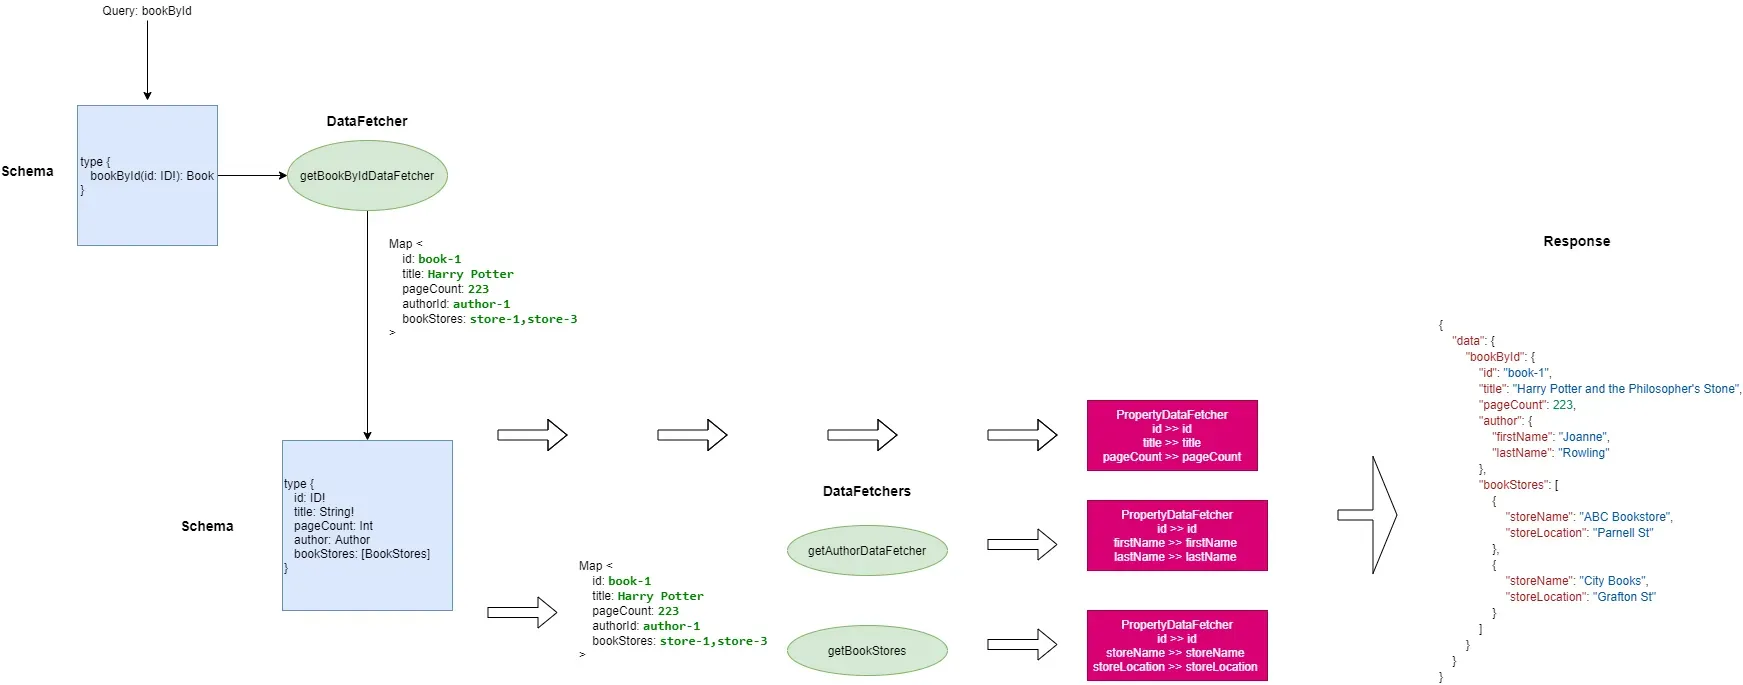 Query: bookById
Schema
type {
bookById(id: ID!): Book
}
DataFetcher
getBookByIdDataFetcher
Map <
id: book-1
title: Harry Potter
pageCount: 223
authorId: author-1
bookStores: store-1,store-3
>
Schema
type {
id: ID!
title: String!
pageCount: Int
author: Author
bookStores: [BookStores]
}
Map <
id: book-1
title: Harry Potter
pageCount: 223
authorId: author-1
bookStores: store-1,store-3
>
DataFetchers
getAuthorDataFetcher
getBookStores
PropertyDataFetcher
id >> id
title >> title
pageCount >> pageCount
PropertyDataFetcher
id >> id
firstName >> firstName
lastName >> lastName
PropertyDataFetcher
id >> id
storeName >> storeName
storeLocation >> storeLocation
Response
{
"data": {
"bookById": {
"id": "book-1",
"title": "Harry Potter and the Philosopher's Stone",
"pageCount": 223,
"author": {
"firstName": "Joanne",
"lastName": "Rowling"
},
"bookStores": [
{
"storeName": "ABC Bookstore",
"storeLocation": "Parnell St"
},
{
"storeName": "City Books",
"storeLocation": "Grafton St"
}
]
}
}
}